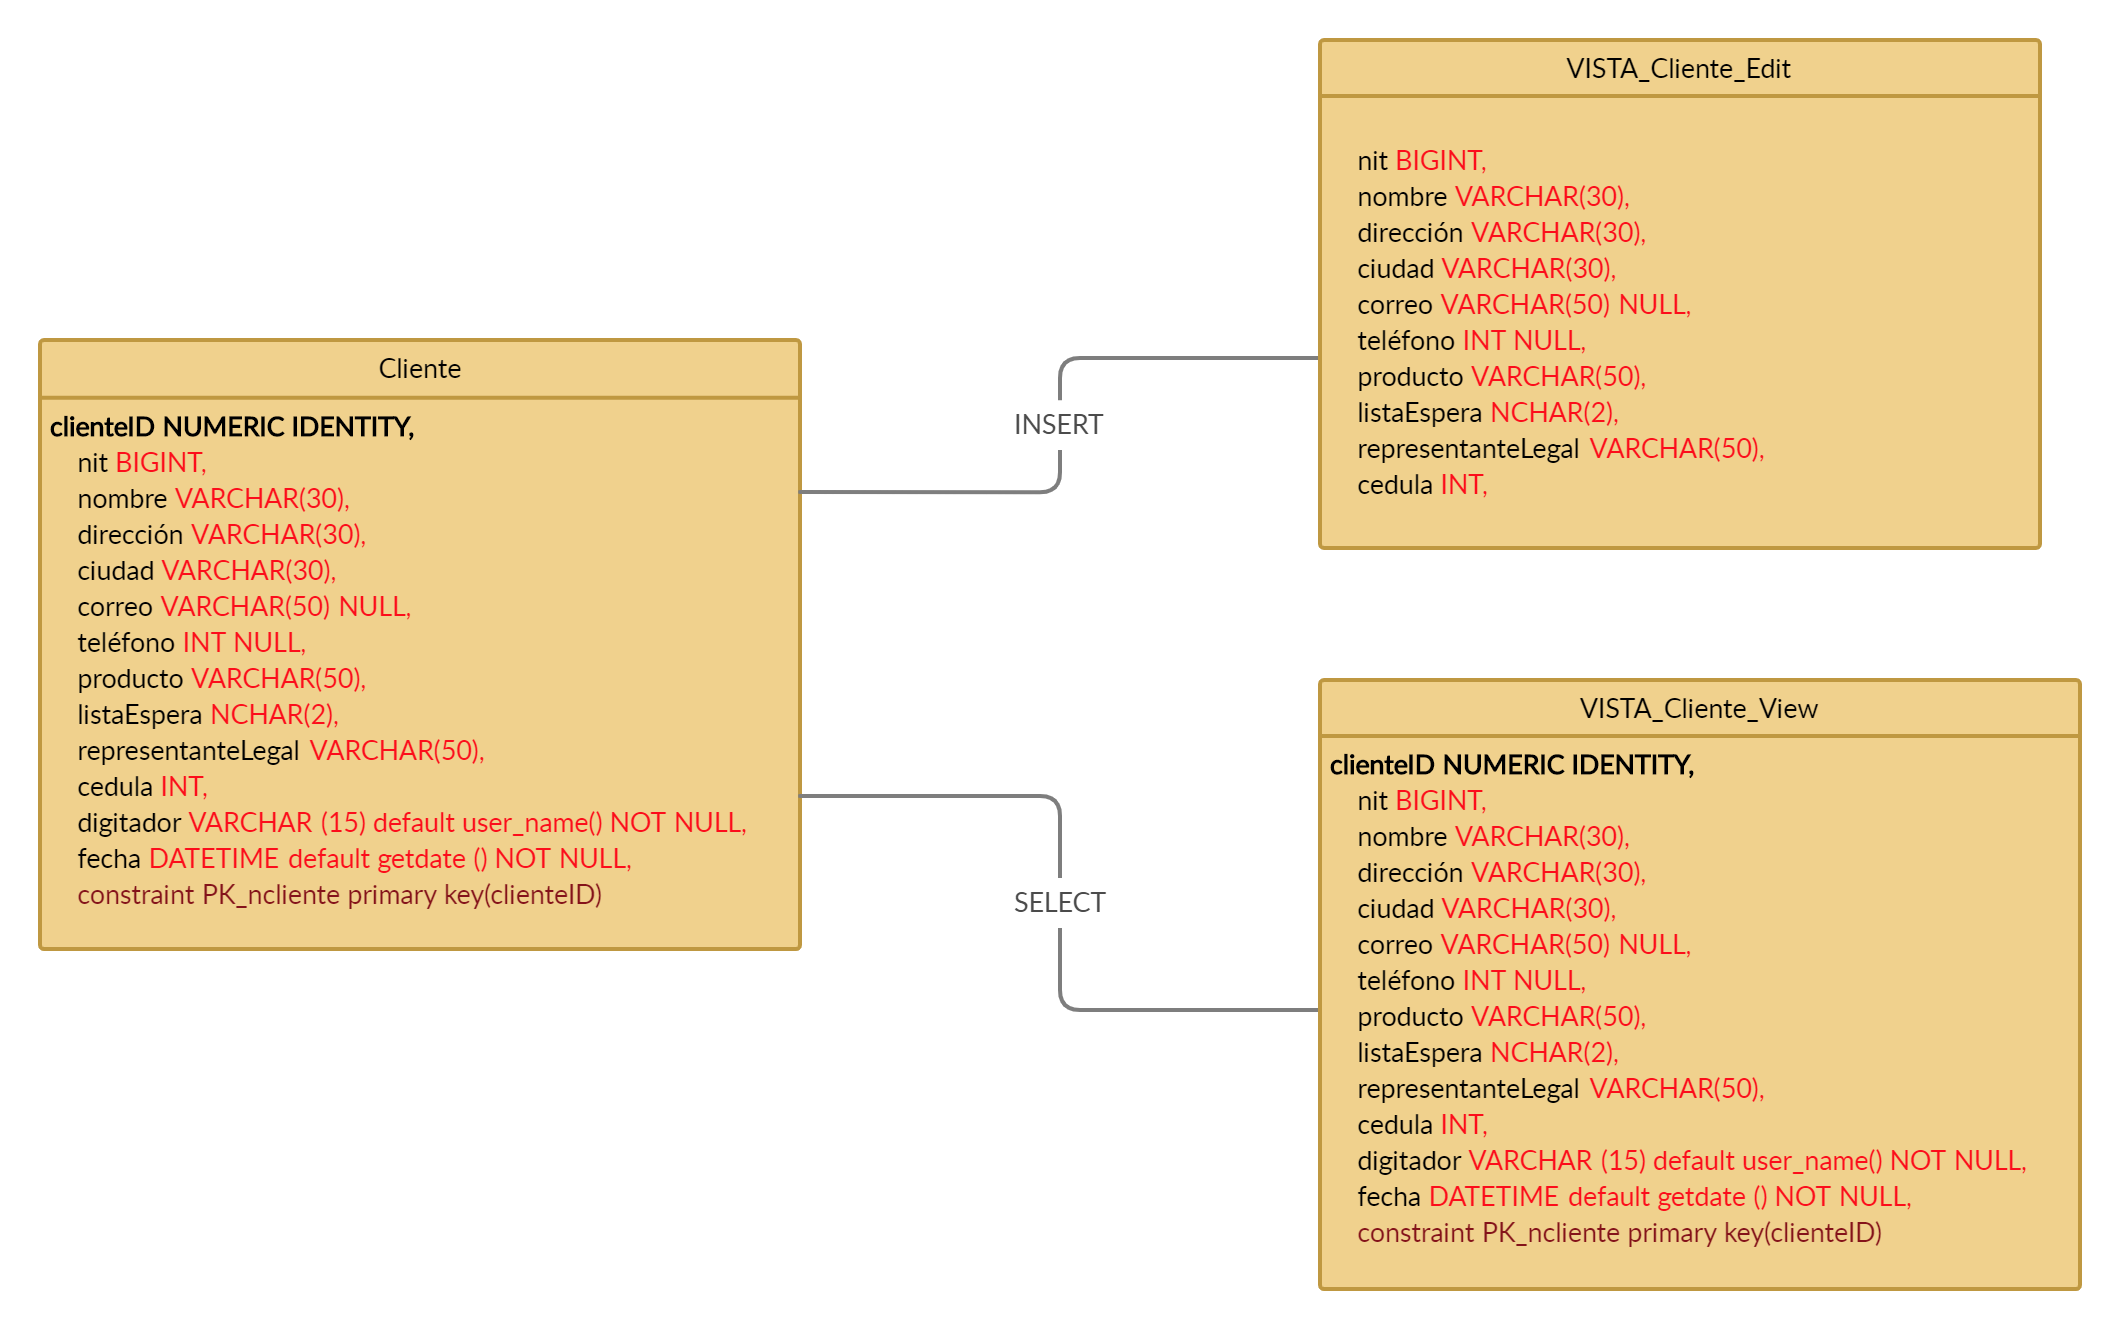 Cliente
clienteID NUMERIC IDENTITY,
nit BIGINT,
nombre VARCHAR(30),
dirección VARCHAR(30),
ciudad VARCHAR(30),
correo VARCHAR(50) NULL,
teléfono INT NULL,
producto VARCHAR(50),
listaEspera NCHAR(2),
representanteLegal VARCHAR(50),
cedula INT,
digitador VARCHAR (15) default user_name() NOT NULL,
fecha DATETIME default getdate () NOT NULL,
constraint PK_ncliente primary key(clienteID)
INSERT
SELECT
VISTA_Cliente_Edit
nit BIGINT,
nombre VARCHAR(30),
dirección VARCHAR(30),
ciudad VARCHAR(30),
correo VARCHAR(50) NULL,
teléfono INT NULL,
producto VARCHAR(50),
listaEspera NCHAR(2),
representanteLegal VARCHAR(50),
cedula INT,
VISTA_Cliente_View
clienteID NUMERIC IDENTITY,
nit BIGINT,
nombre VARCHAR(30),
dirección VARCHAR(30),
ciudad VARCHAR(30),
correo VARCHAR(50) NULL,
teléfono INT NULL,
producto VARCHAR(50),
listaEspera NCHAR(2),
representanteLegal VARCHAR(50),
cedula INT,
digitador VARCHAR (15) default user_name() NOT NULL,
fecha DATETIME default getdate () NOT NULL,
constraint PK_ncliente primary key(clienteID)